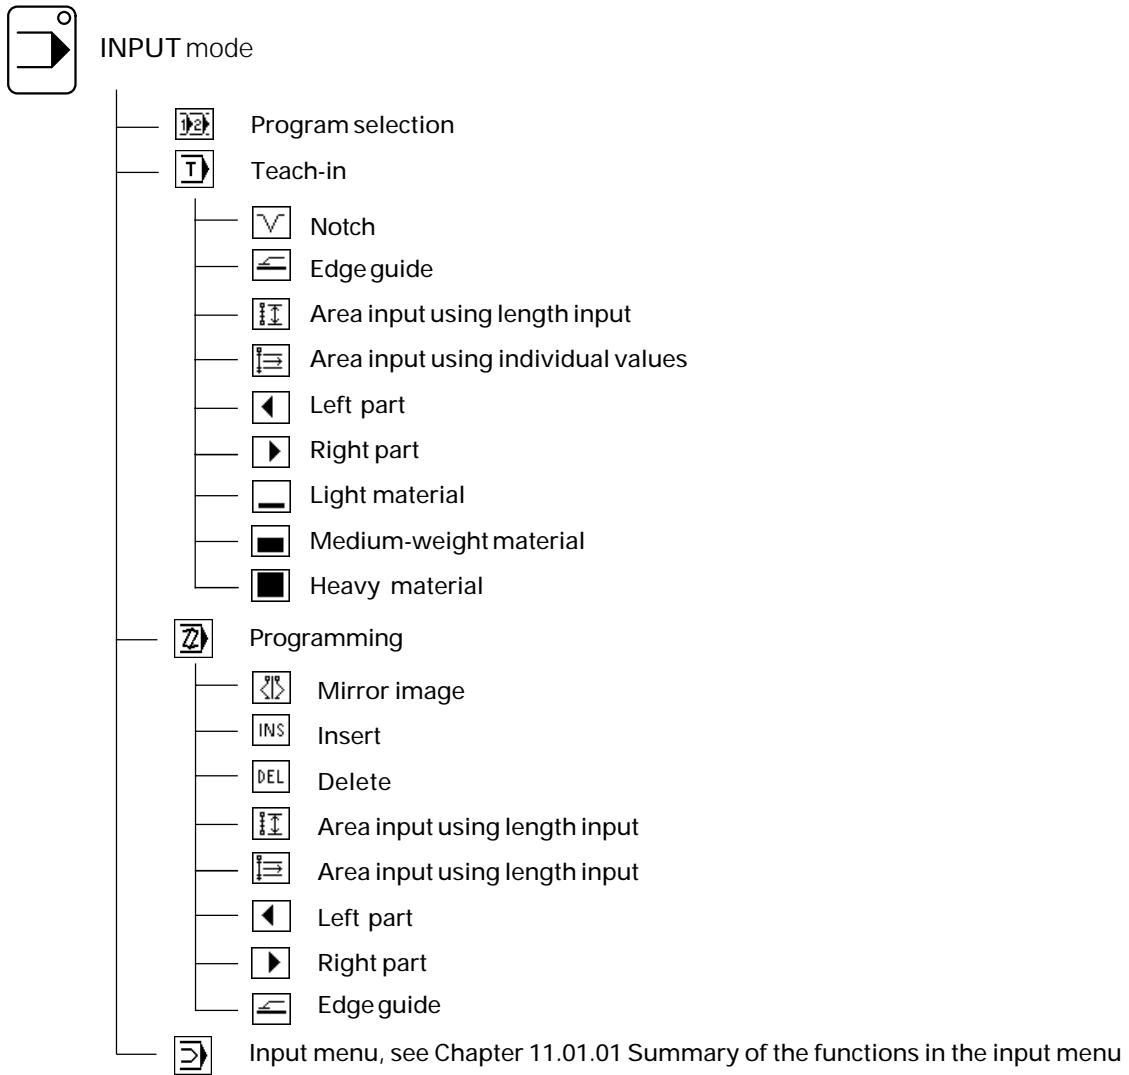 INPUT mode
1 2 Program selection
T Teach-in
Notch
Edge guide
Area input using length input
Area input using individual values
Left part
Right part
Light material
Medium-weight material
Heavy material
Programming
Mirror image
INS Insert
DEL Delete
Area input using length input
Area input using length input
Left part
Right part
Edge guide
Input menu, see Chapter 11.01.01 Summary of the functions in the input menu